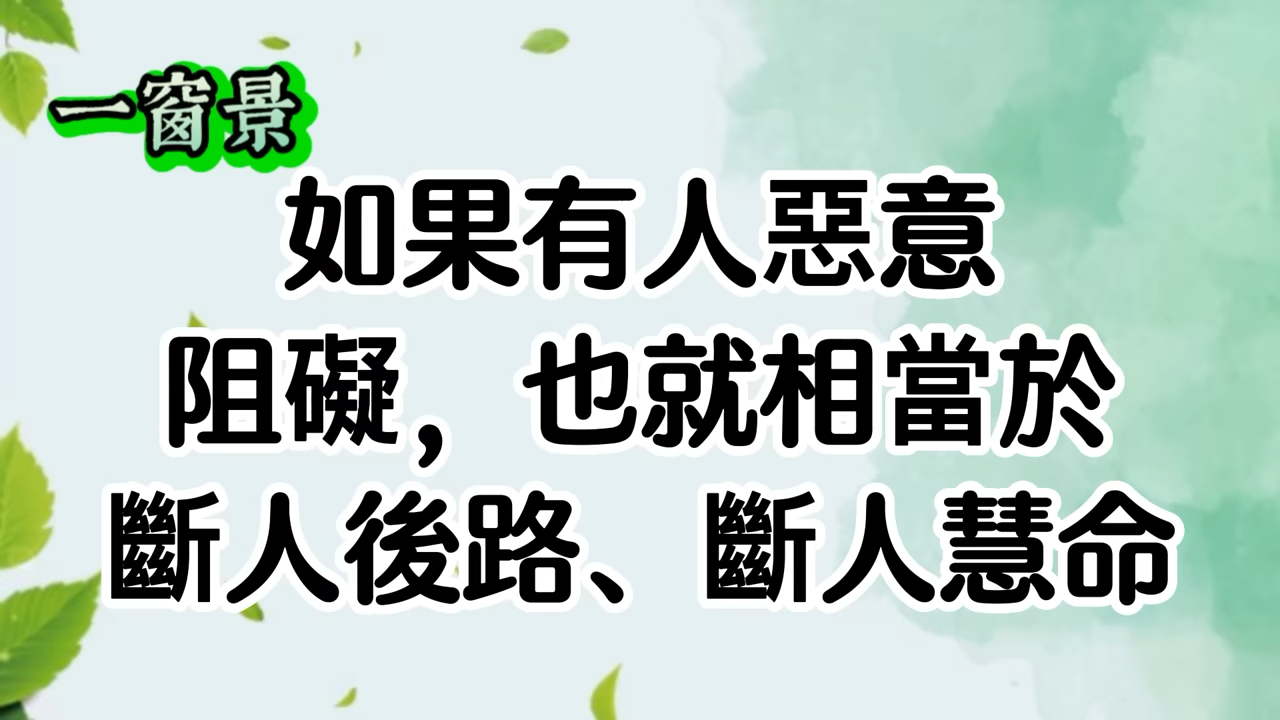 一窗景
如果有人惡意
阻礙，也就相當於
斷人後路、斷人慧命